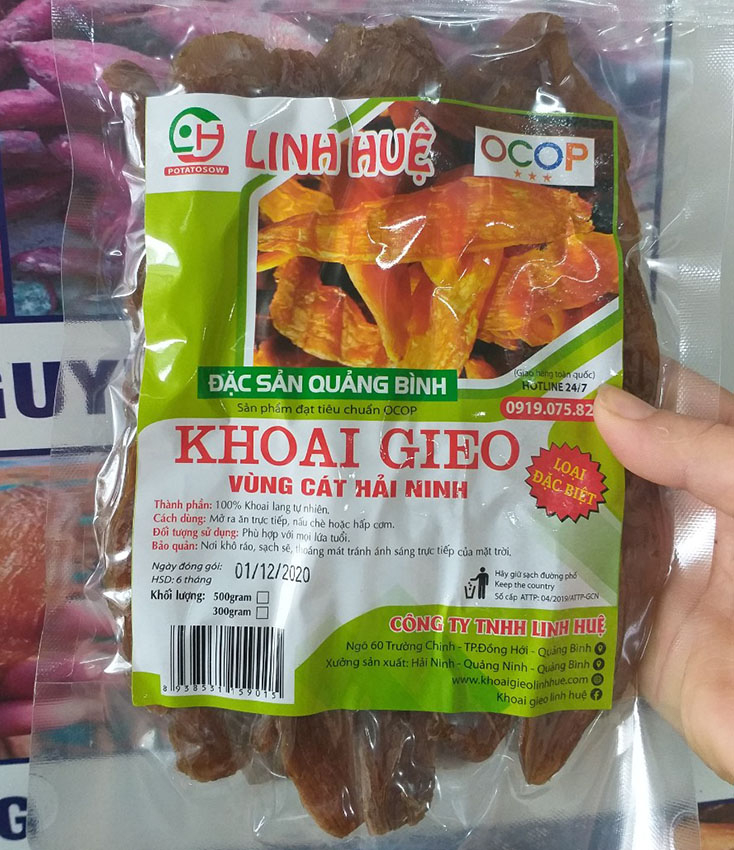 LINH HUỆ
POTATOSOW
OCOP
ĐẶC SẢN QUẢNG BÌNH
Sản phẩm đạt tiêu chuẩn OCOP
(Giao hàng toàn quốc)
HOTLINE 24/7
0919.075.82
KHOAI GIEO
VÙNG CÁT HẢI NINH
LOẠI
ĐẶC BIỆT
Thành phần: 100% Khoai lang tự nhiên.
Cách dùng: Mở ra ăn trực tiếp, nấu chè hoặc hấp cơm.
Đối tượng sử dụng: Phù hợp với mọi lứa tuổi.
Bảo quản: Nơi khô ráo, sạch sẽ, thoáng mát tránh ánh sáng trực tiếp của mặt trời.
Ngày đóng gói: 01/12/2020
HSD: 6 tháng
Khối lượng: 500gram
300gram
Hãy giữ sạch đường phố
Keep the country
Số cấp ATTP: 04/2019/ATTP-GCN
8938531159015
CÔNG TY TNHH LINH HUỆ
Ngõ 60 Trường Chinh - TP.Đồng Hới - Quảng Bình
Xưởng sản xuất: Hải Ninh - Quảng Ninh - Quảng Bình
www.khoaigieolinhhue.com
Khoai gieo linh huệ
GUY
G